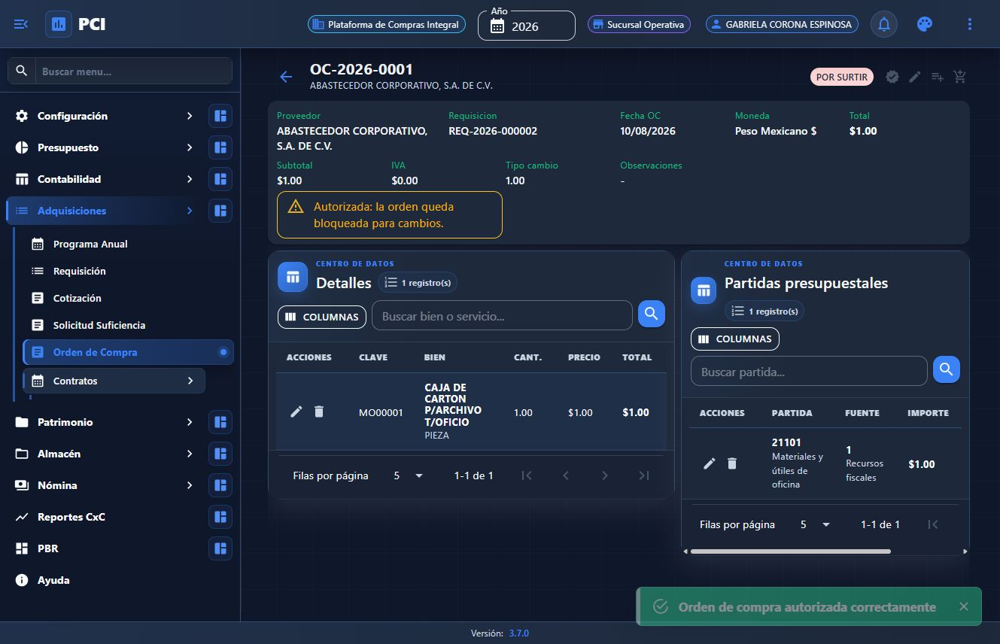 PCI
Plataforma de Compras Integral
Año
2026
Sucursal Operativa
GABRIELA CORONA ESPINOSA
Buscar menu...
Configuración
Presupuesto
Contabilidad
Adquisiciones
Programa Anual
Requisición
Cotización
Solicitud Suficiencia
Orden de Compra
Contratos
Patrimonio
Almacén
Nómina
Reportes CxC
PBR
Ayuda
OC-2026-0001
ABASTECEDOR CORPORATIVO, S.A. DE C.V.
POR SURTIR
Proveedor
ABASTECEDOR CORPORATIVO,
S.A. DE C.V.
Requisicion
REQ-2026-000002
Fecha OC
10/08/2026
Moneda
Peso Mexicano $
Total
$1.00
Subtotal
$1.00
IVA
$0.00
Tipo cambio
1.00
Observaciones
-
Autorizada: la orden queda
bloqueada para cambios.
CENTRO DE DATOS
Detalles
1 registro(s)
COLUMNAS
Buscar bien o servicio...
ACCIONES CLAVE BIEN CANT. PRECIO TOTAL
MO00001
CAJA DE
CARTON
P/ARCHIVO
T/OFICIO
PIEZA
1.00
$1.00
$1.00
Filas por página 5 1-1 de 1
CENTRO DE DATOS
Partidas presupuestales
1 registro(s)
COLUMNAS
Buscar partida...
ACCIONES PARTIDA FUENTE IMPORTE
21101
Materiales y
útiles de
oficina
1
Recursos
fiscales
$1.00
Filas por página 5 1-1 de 1
Orden de compra autorizada correctamente
Versión: 3.7.0